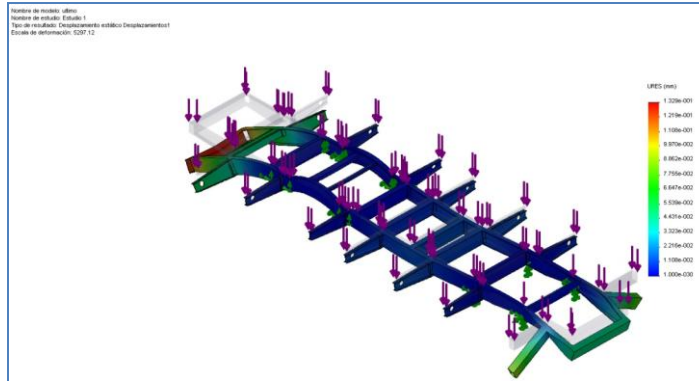 Nombre de modelo: ultimo
Nombre de estudio: Estudio 1
Tipo de resultado: Desplazamiento estático Desplazamientos1
Escala de deformación: 5297.12
URES (mm)
1.329e-001
1.219e-001
1.108e-001
9.970e-002
8.862e-002
7.755e-002
6.647e-002
5.539e-002
4.431e-002
3.323e-002
2.216e-002
1.108e-002
1.000e-030